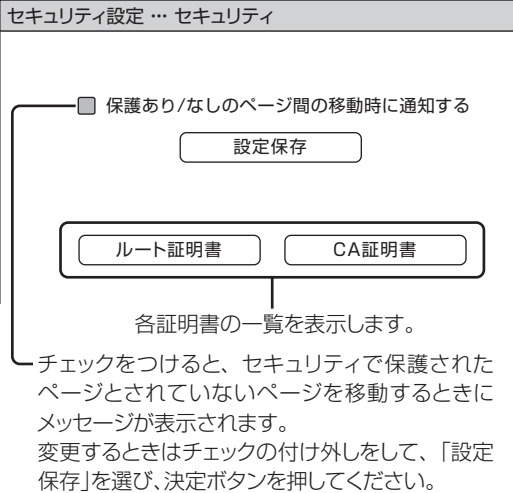 セキュリティ設定 … セキュリティ
保護あり/なしのページ間の移動時に通知する
設定保存
ルート証明書
CA証明書
各証明書の一覧を表示します。
チェックをつけると、セキュリティで保護された
ページとされていないページを移動するときに
メッセージが表示されます。
変更するときはチェックの付け外しをして、「設定
保存」を選び、決定ボタンを押してください。